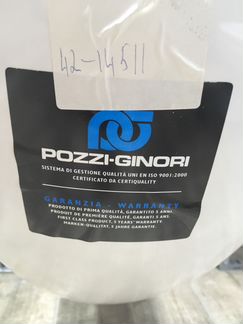 42-14511
POZZI-GINORI
SISTEMA DI GESTIONE QUALITÀ UNI EN ISO 9001:2000
CERTIFICATO DA CERTIQUALITY
GARANZIA - WARRANTY
PRODOTTO DI PRIMA QUALITÀ, GARANTITO 5 ANNI.
PRODUIT DE PREMIÈRE QUALITÉ, GARANTI 5 ANS.
FIRST CLASS PRODUCT, 5 YEARS' WARRANTY.
MARKEN-QUALITÄT, 5 JAHRE GARANTIE.